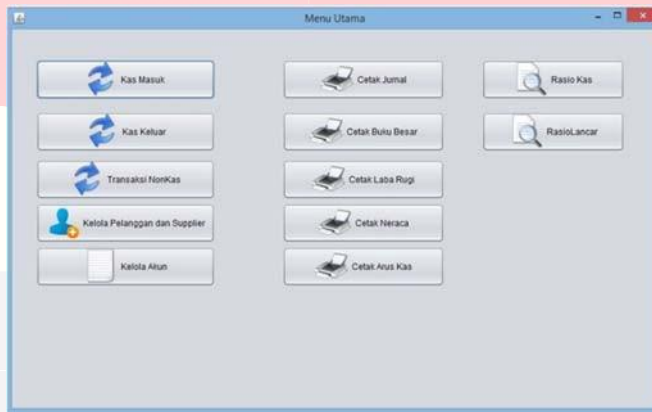 Menu Utama
Kas Masuk
Cetak Jurnal
Rasio Kas
Kas Keluar
Cetak Buku Besar
RasioLancar
Transaksi NonKas
Cetak Laba Rugi
Kelola Pelanggan dan Supplier
Cetak Neraca
Kelola Akun
Cetak Arus Kas